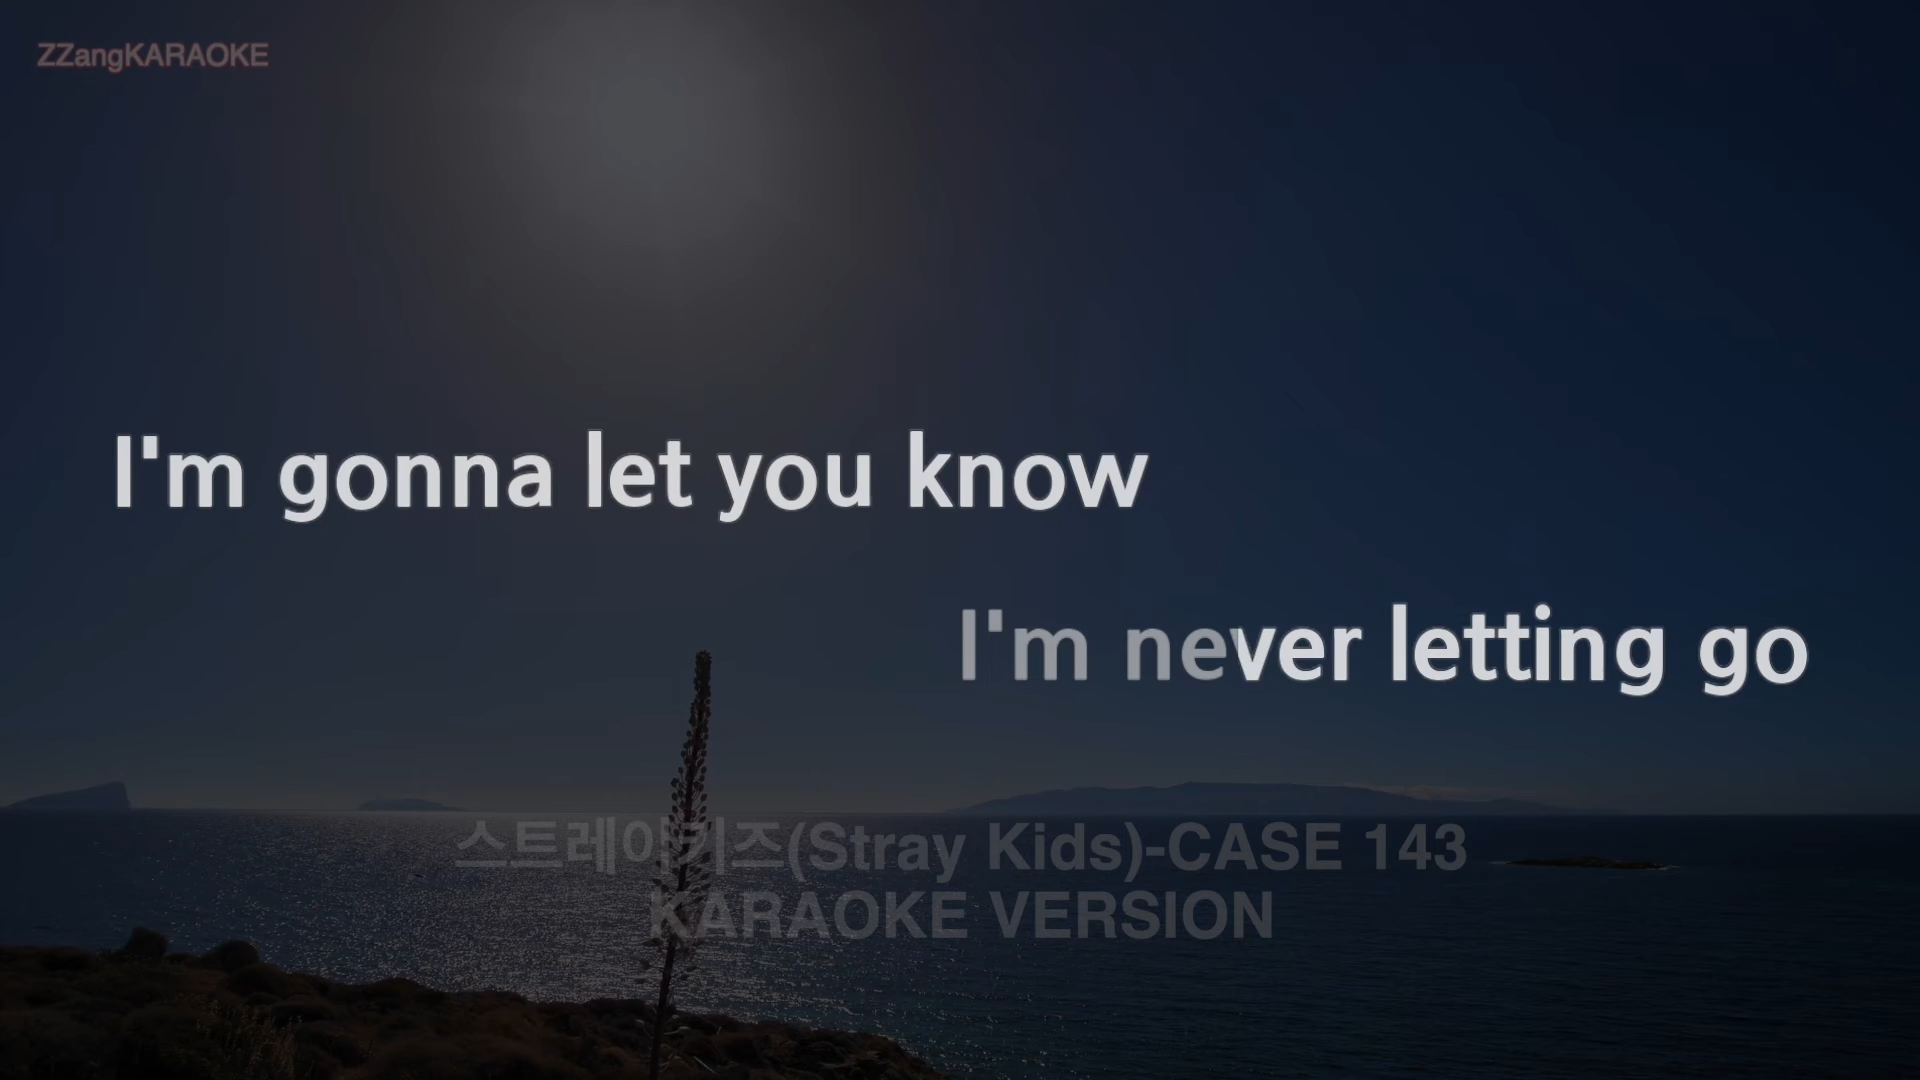 ZZangKARAOKE
I'm gonna let you know
I'm never letting go
스트레이키즈(Stray Kids)-CASE 143
KARAOKE VERSION